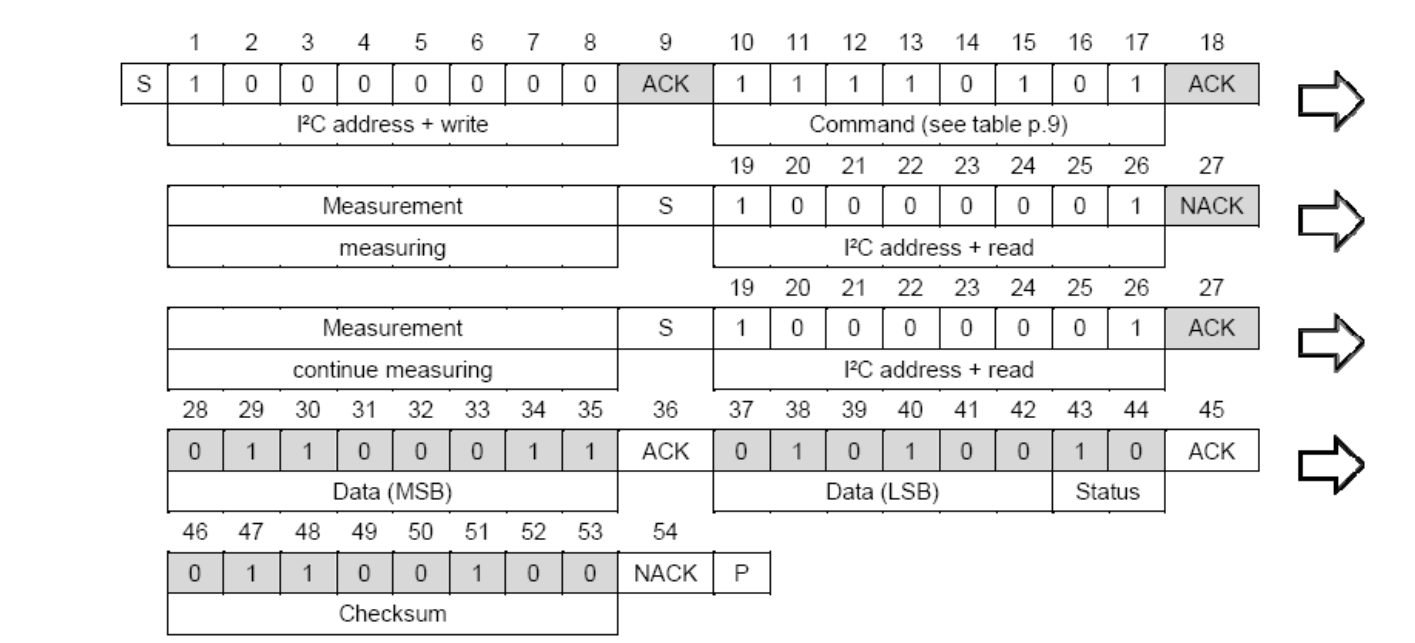 1 2 3 4 5 6 7 8 9 10 11 12 13 14 15 16 17 18
S 1 0 0 0 0 0 0 0 ACK 1 1 1 1 0 1 0 1 ACK
I²C address + write Command (see table p.9)
19 20 21 22 23 24 25 26 27
Measurement S 1 0 0 0 0 0 0 1 NACK
measuring I²C address + read
19 20 21 22 23 24 25 26 27
Measurement S 1 0 0 0 0 0 0 1 ACK
continue measuring I²C address + read
28 29 30 31 32 33 34 35 36 37 38 39 40 41 42 43 44 45
0 1 1 0 0 0 1 1 ACK 0 1 0 1 0 0 1 0 ACK
Data (MSB) Data (LSB) Status
46 47 48 49 50 51 52 53 54
0 1 1 0 0 1 0 0 NACK P
Checksum